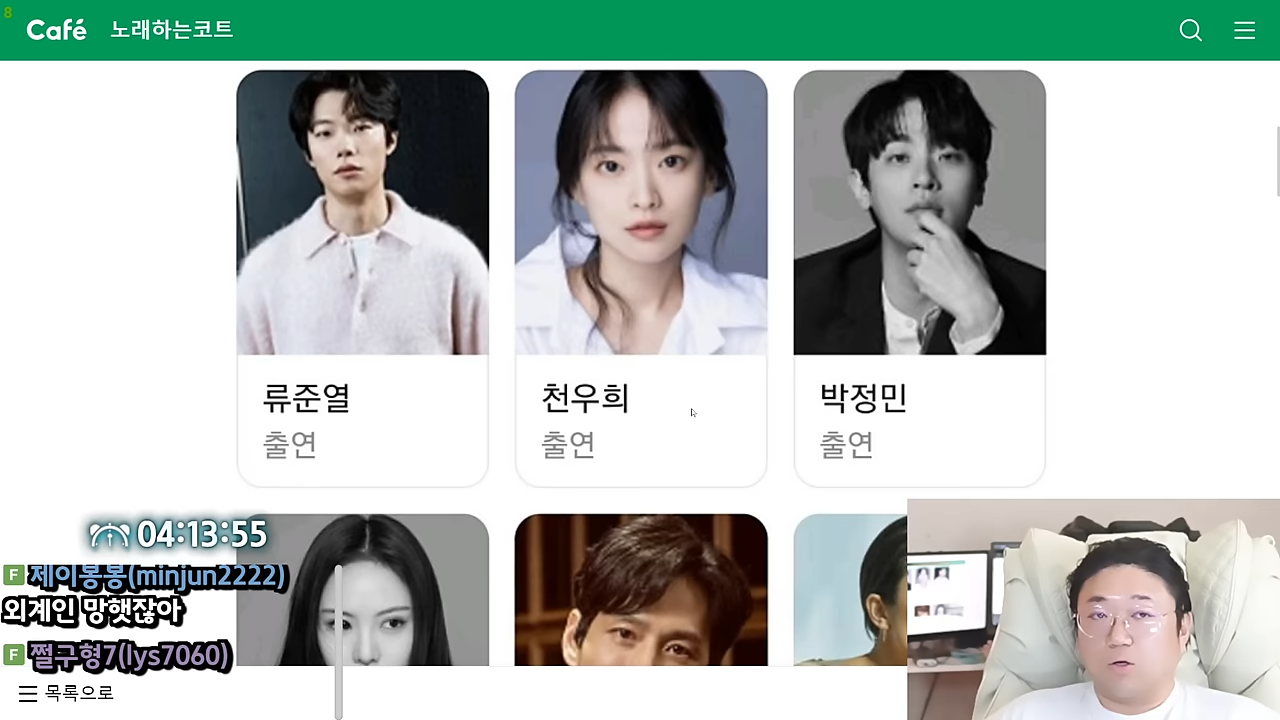 8
Café 노래하는코트
류준열
출연
천우희
출연
박정민
출연
04:13:55
F 제이봉봉(minjun2222)
외계인 망햇잖아
F 쩔구형7(lys7060)
목록으로